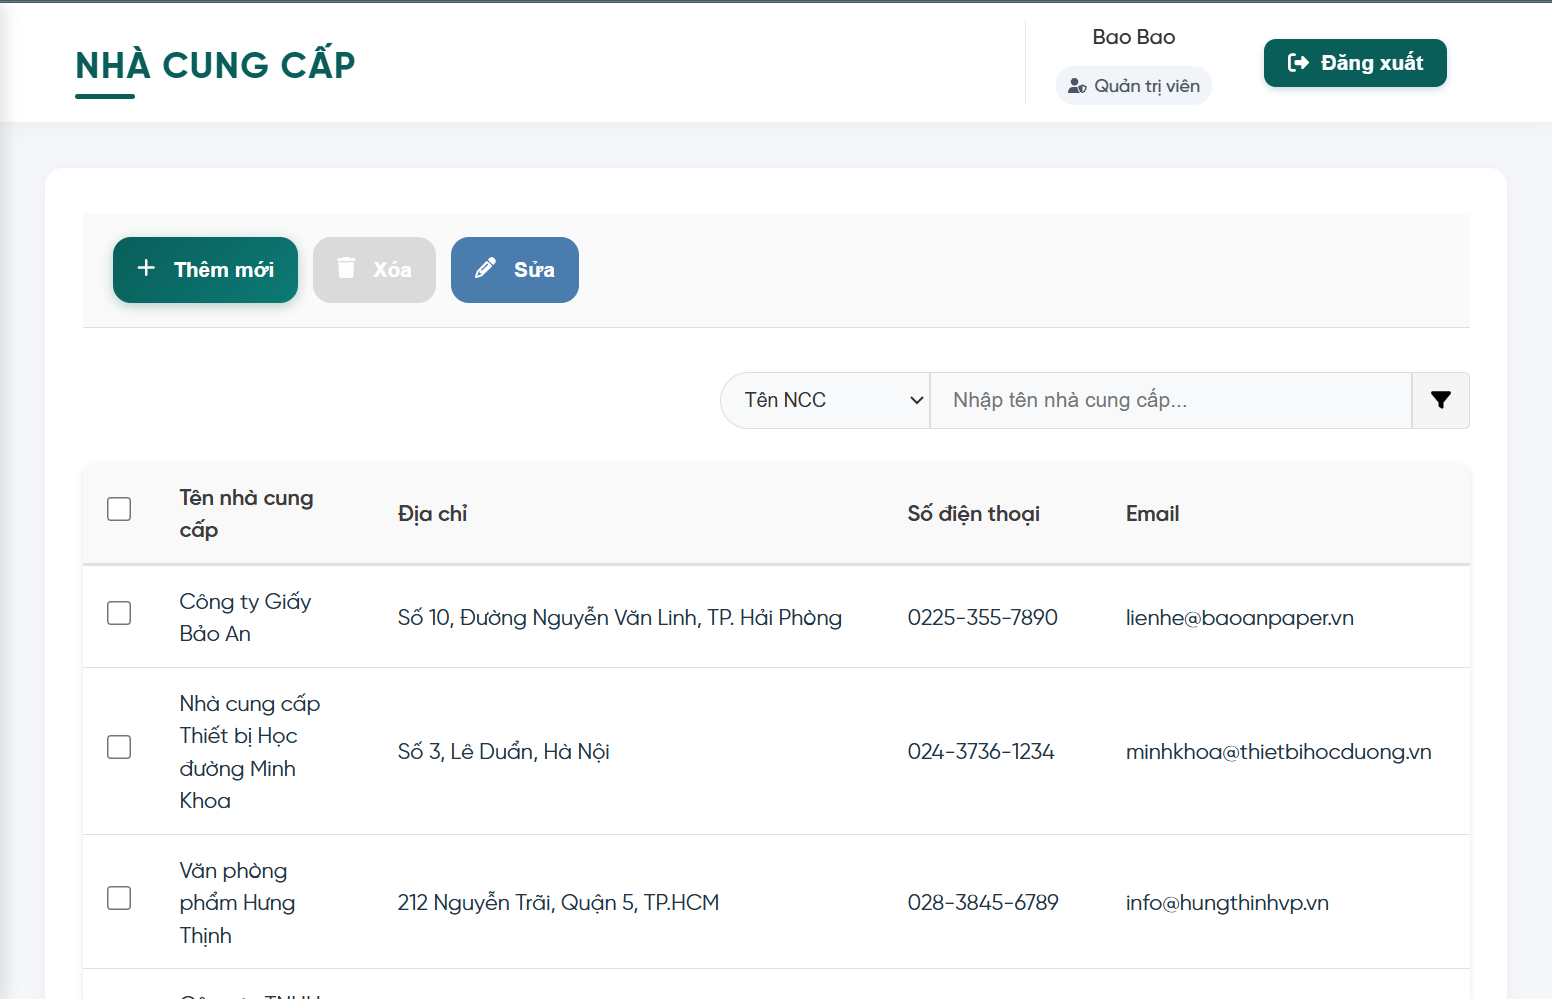 NHÀ CUNG CẤP
Bao Bao
Quản trị viên
Đăng xuất
Thêm mới
Xóa
Sửa
Tên NCC
Nhập tên nhà cung cấp...
Tên nhà cung
cấp
Địa chỉ
Số điện thoại
Email
Công ty Giấy
Bảo An
Số 10, Đường Nguyễn Văn Linh, TP. Hải Phòng
0225-355-7890
lienhe@baoanpaper.vn
Nhà cung cấp
Thiết bị Học
đường Minh
Khoa
Số 3, Lê Duẩn, Hà Nội
024-3736-1234
minhkhoa@thietbihocduong.vn
Văn phòng
phẩm Hưng
Thịnh
212 Nguyễn Trãi, Quận 5, TP.HCM
028-3845-6789
info@hungthinhvp.vn